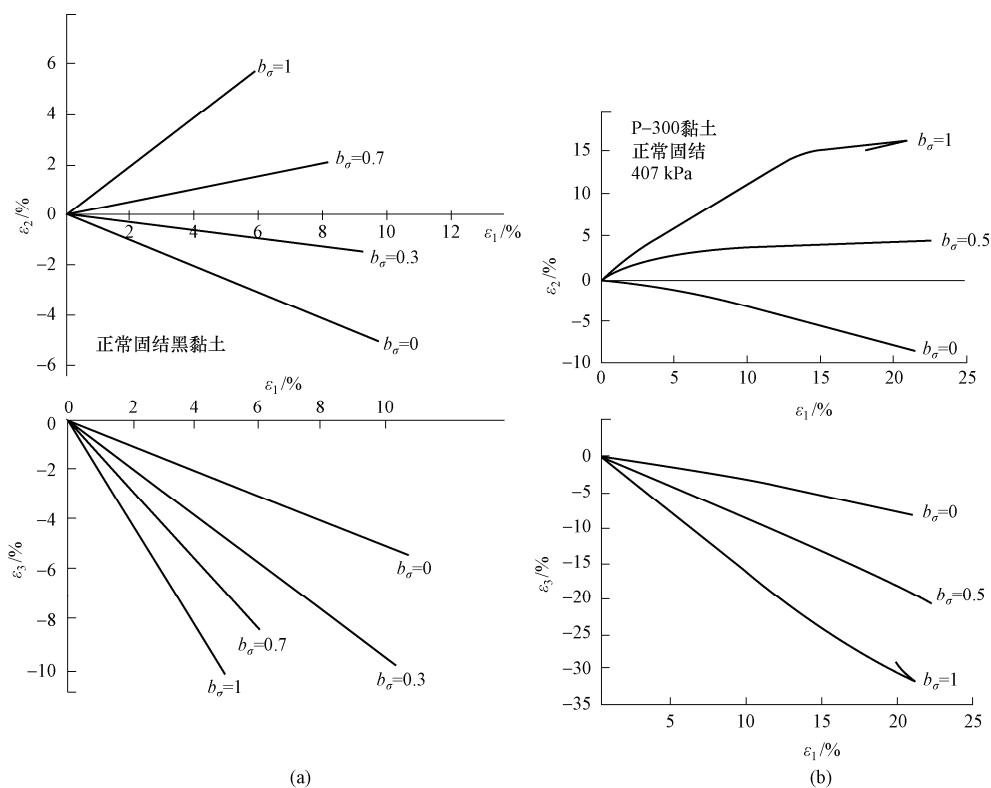 6
4
2
0
−2
−4
−6
ε₂/%
2
4
6
8
10
12
ε₁/%
bσ=1
bσ=0.7
bσ=0.3
bσ=0
正常固结黑黏土
ε₁/%
0
2
4
6
8
10
0
−2
−4
−6
−8
−10
ε₃/%
bσ=0
bσ=0.3
bσ=0.7
bσ=1
(a)
P−300黏土
正常固结
407 kPa
15
10
5
0
−5
−10
ε₂/%
bσ=1
bσ=0.5
bσ=0
0
5
10
15
20
25
ε₁/%
0
−5
−10
−15
−20
−25
−30
−35
ε₃/%
bσ=0
bσ=0.5
bσ=1
5
10
15
20
25
ε₁/%
(b)